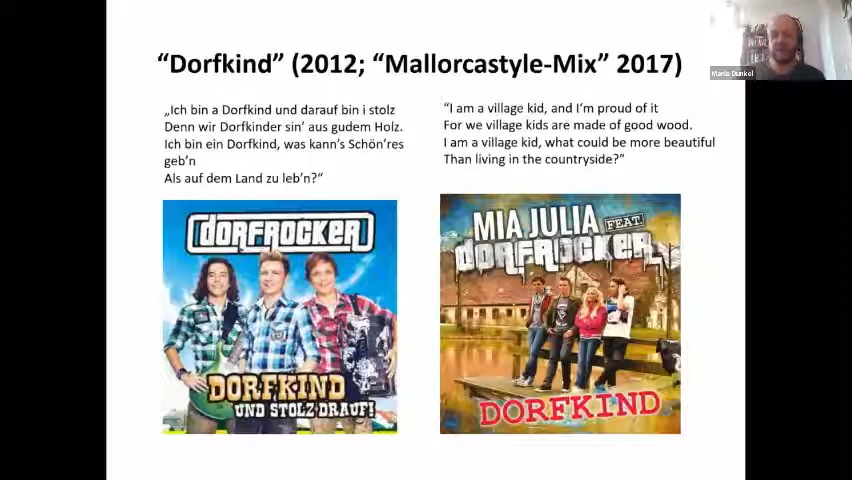 “Dorfkind” (2012; “Mallorcastyle-Mix” 2017)
„Ich bin a Dorfkind und darauf bin i stolz
Denn wir Dorfkinder sin’ aus gudem Holz.
Ich bin ein Dorfkind, was kann’s Schön’res
geb’n
Als auf dem Land zu leb’n?“
“I am a village kid, and I‘m proud of it
For we village kids are made of good wood.
I am a village kid, what could be more beautiful
Than living in the countryside?”
DORFROCKER
DORFKIND
UND STOLZ DRAUF!
MIA JULIA FEAT.
DORFROCKER
DORFKIND
Maria Dunkel